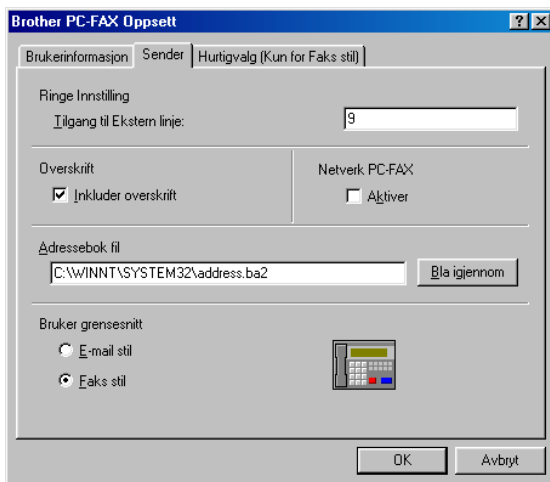 Brother PC-FAX Oppsett
Brukerinformasjon Sender Hurtigvalg (Kun for Faks stil)
Ringe Innstilling
Tilgang til Ekstern linje: 9
Overskrift Netverk PC-FAX
Inkluder overskrift Aktiver
Adressebok fil
C:\WINNT\SYSTEM32\address.ba2 Bla igjennom
Bruker grensesnitt
E-mail stil
Faks stil
OK Avbryt